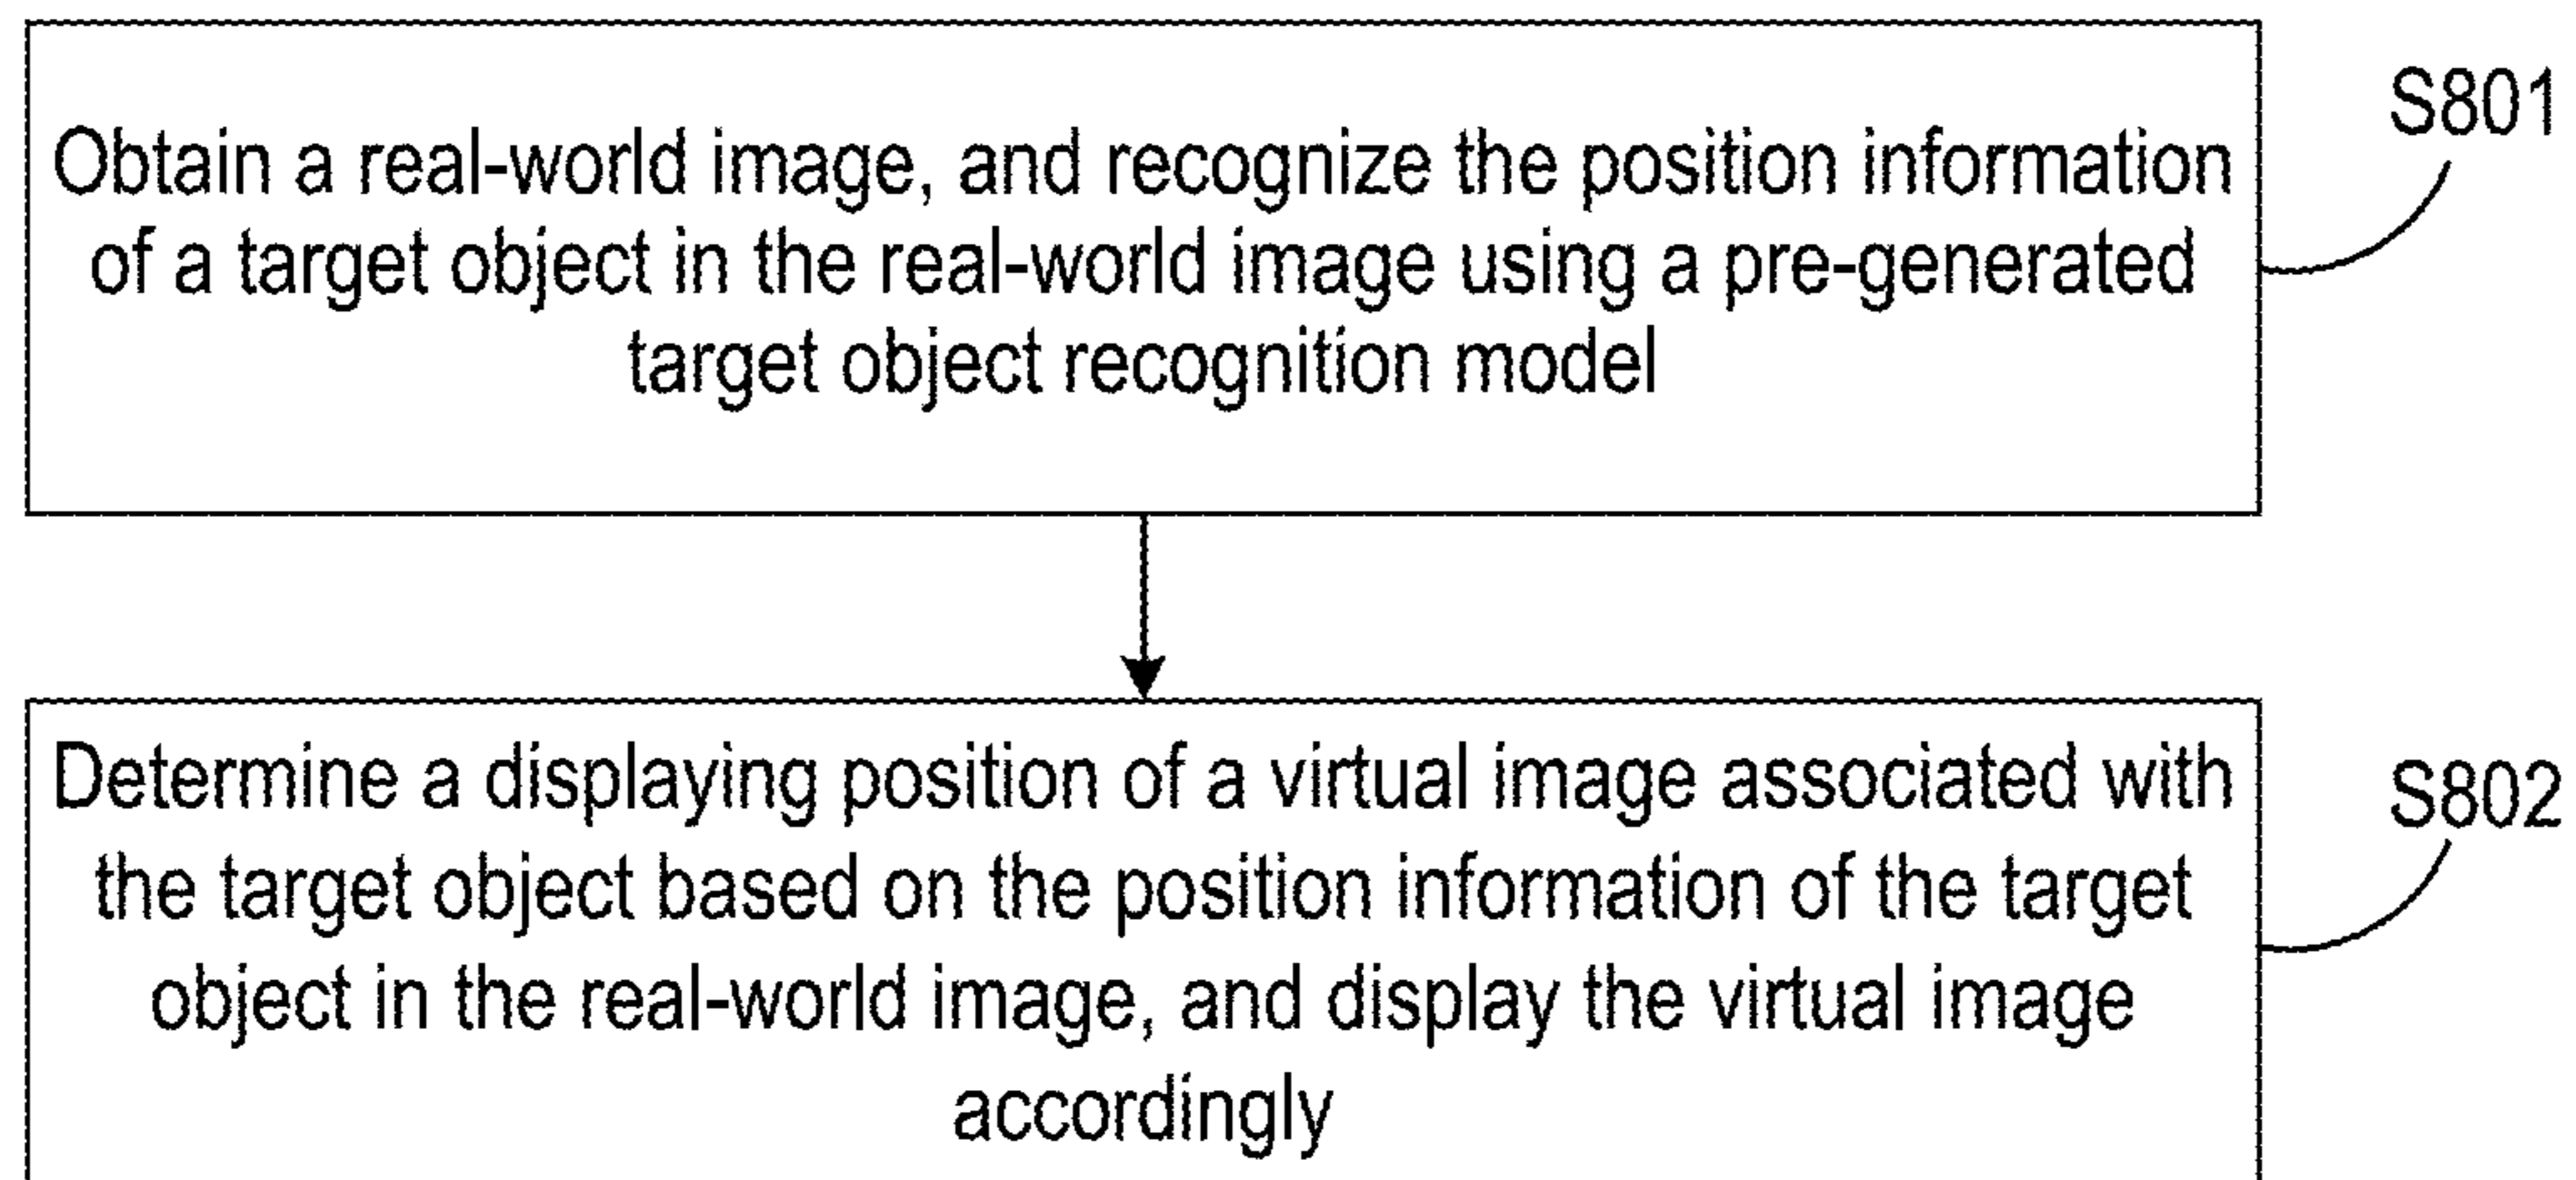 Obtain a real-world image, and recognize the position information
of a target object in the real-world image using a pre-generated
target object recognition model
S801
Determine a displaying position of a virtual image associated with
the target object based on the position information of the target
object in the real-world image, and display the virtual image
accordingly
S802